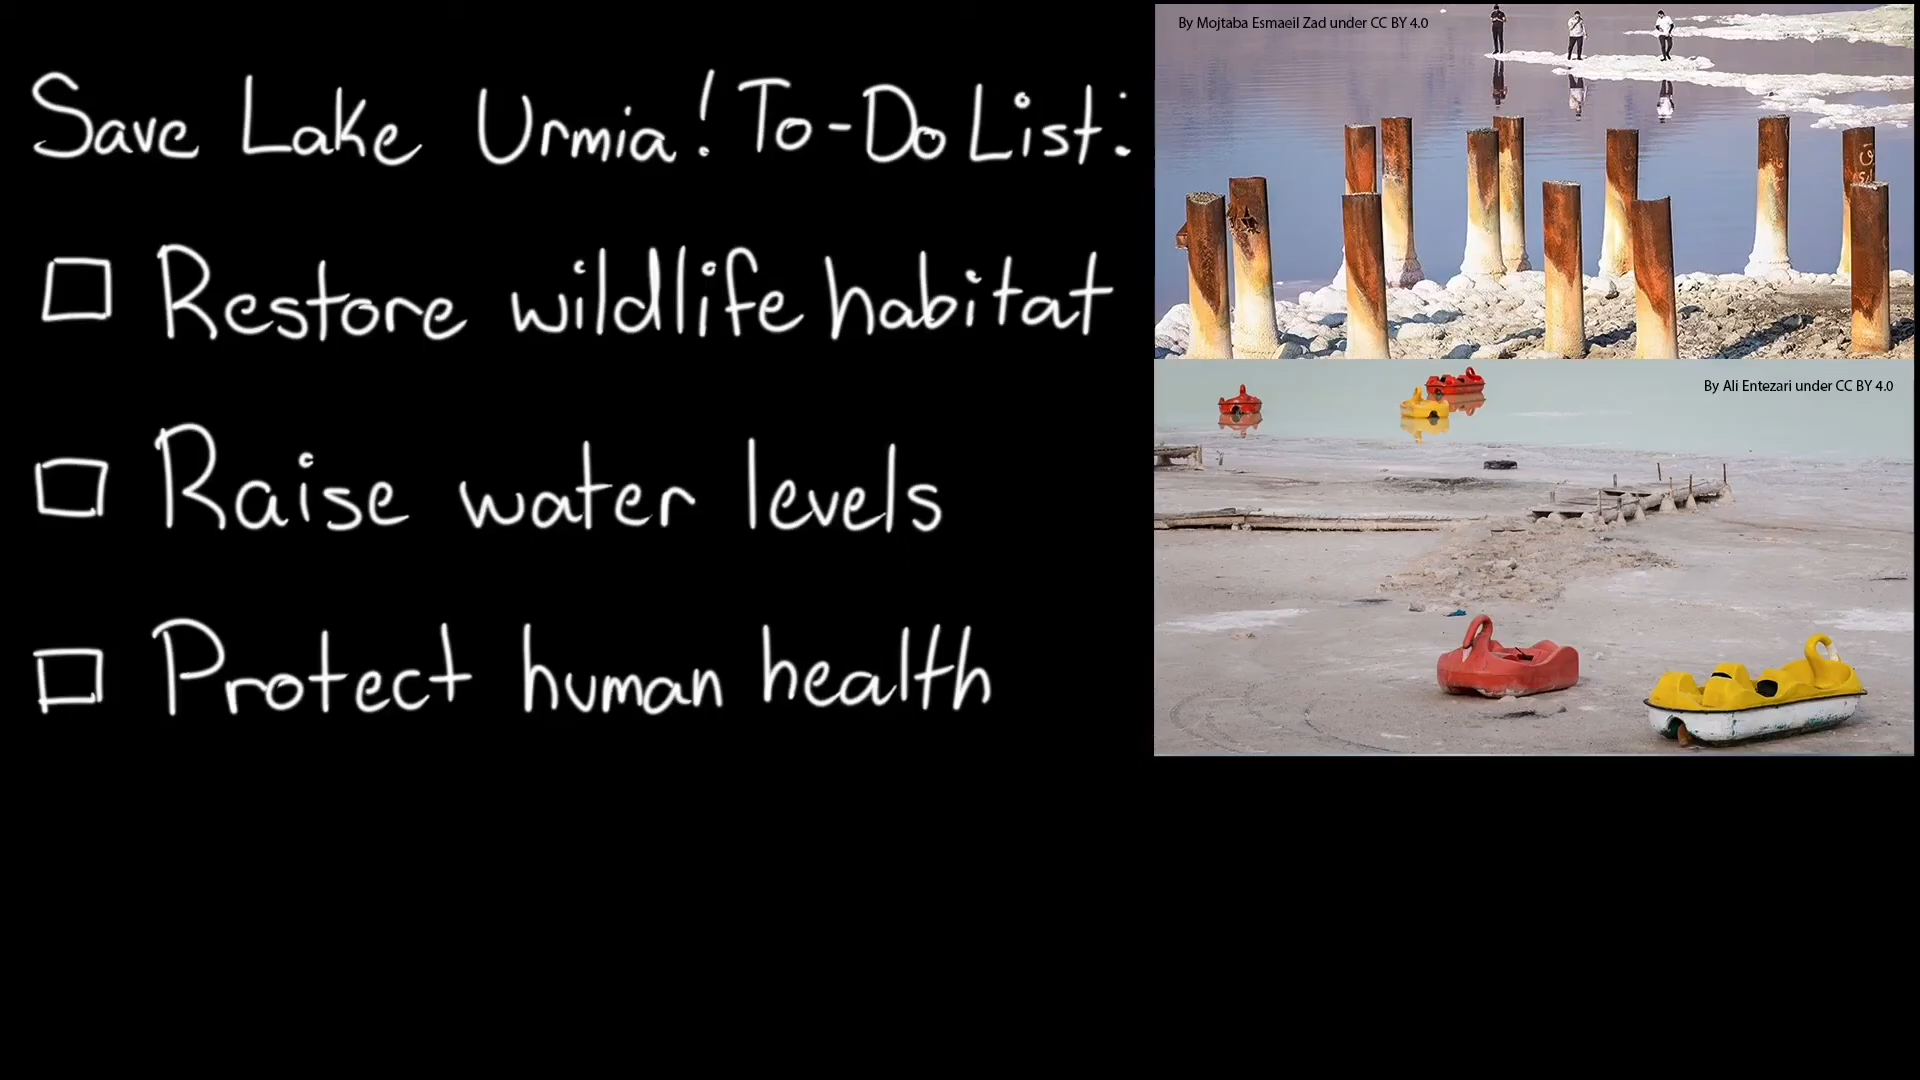 Save Lake Urmia! To-Do List:
Restore wildlife habitat
Raise water levels
Protect human health
By Mojtaba Esmaeil Zad under CC BY 4.0
By Ali Entezari under CC BY 4.0